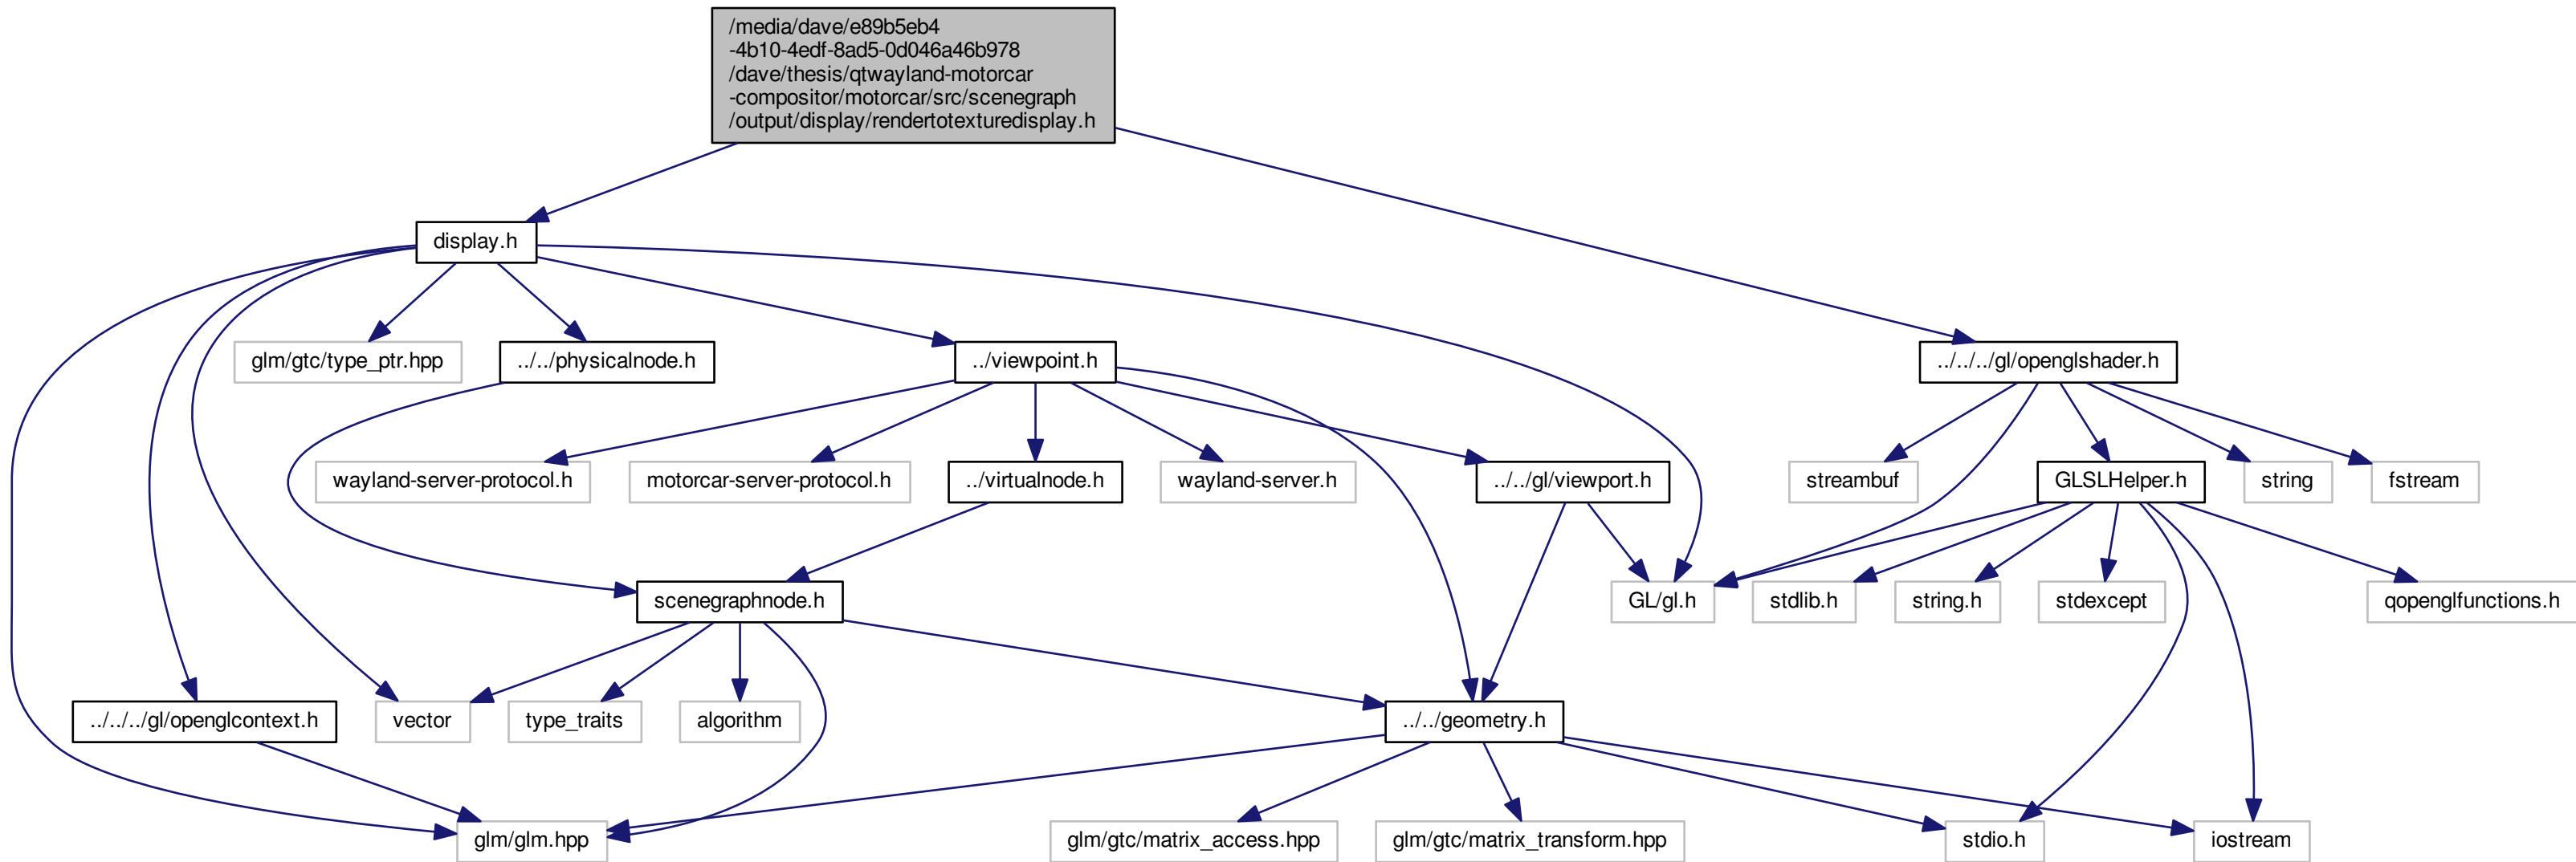 /media/dave/e89b5eb4
-4b10-4edf-8ad5-0d046a46b978
/dave/thesis/qtwayland-motorcar
-compositor/motorcar/src/scenegraph
/output/display/rendertotexturedisplay.h
display.h
glm/gtc/type_ptr.hpp
../../physicalnode.h
../viewpoint.h
../../../gl/openglshader.h
wayland-server-protocol.h
motorcar-server-protocol.h
../virtualnode.h
wayland-server.h
../../gl/viewport.h
streambuf
GLSLHelper.h
string
fstream
scenegraphnode.h
GL/gl.h
stdlib.h
string.h
stdexcept
qopenglfunctions.h
../../../gl/openglcontext.h
vector
type_traits
algorithm
../../geometry.h
glm/glm.hpp
glm/gtc/matrix_access.hpp
glm/gtc/matrix_transform.hpp
stdio.h
iostream